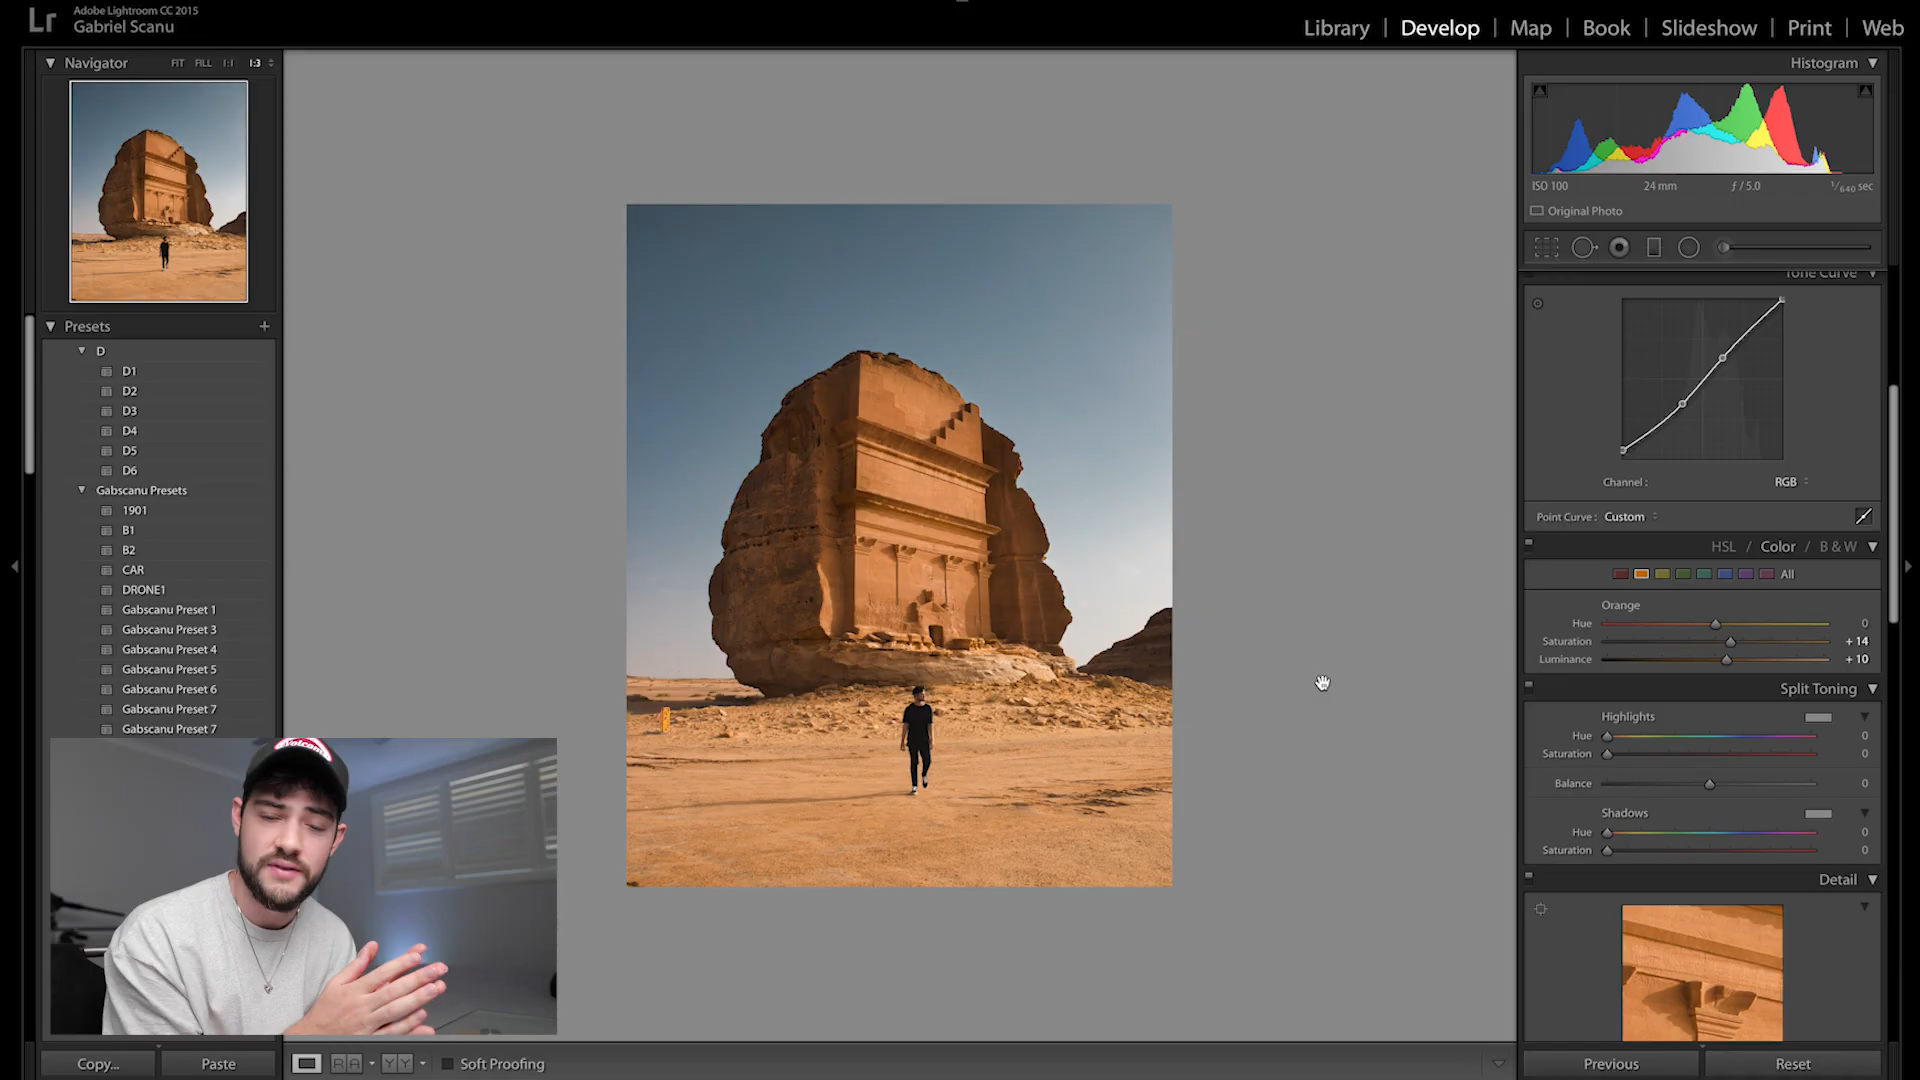 Lr
Adobe Lightroom CC 2015
Gabriel Scanu
Library | Develop | Map | Book | Slideshow | Print | Web
Navigator FIT FILL 1:1 1:3
Presets +
D
D1
D2
D3
D4
D5
D6
Gabscanu Presets
1901
B1
B2
CAR
DRONE1
Gabscanu Preset 1
Gabscanu Preset 3
Gabscanu Preset 4
Gabscanu Preset 5
Gabscanu Preset 6
Gabscanu Preset 7
Gabscanu Preset 7
Volcom
Copy...
Paste
R A
Y Y
Soft Proofing
Histogram
ISO 100 24 mm ƒ / 5.0 1/640 sec
Original Photo
Tone Curve
Channel : RGB
Point Curve : Custom
HSL / Color / B & W
All
Orange
Hue 0
Saturation + 14
Luminance + 10
Split Toning
Highlights
Hue 0
Saturation 0
Balance 0
Shadows
Hue 0
Saturation 0
Detail
Previous
Reset